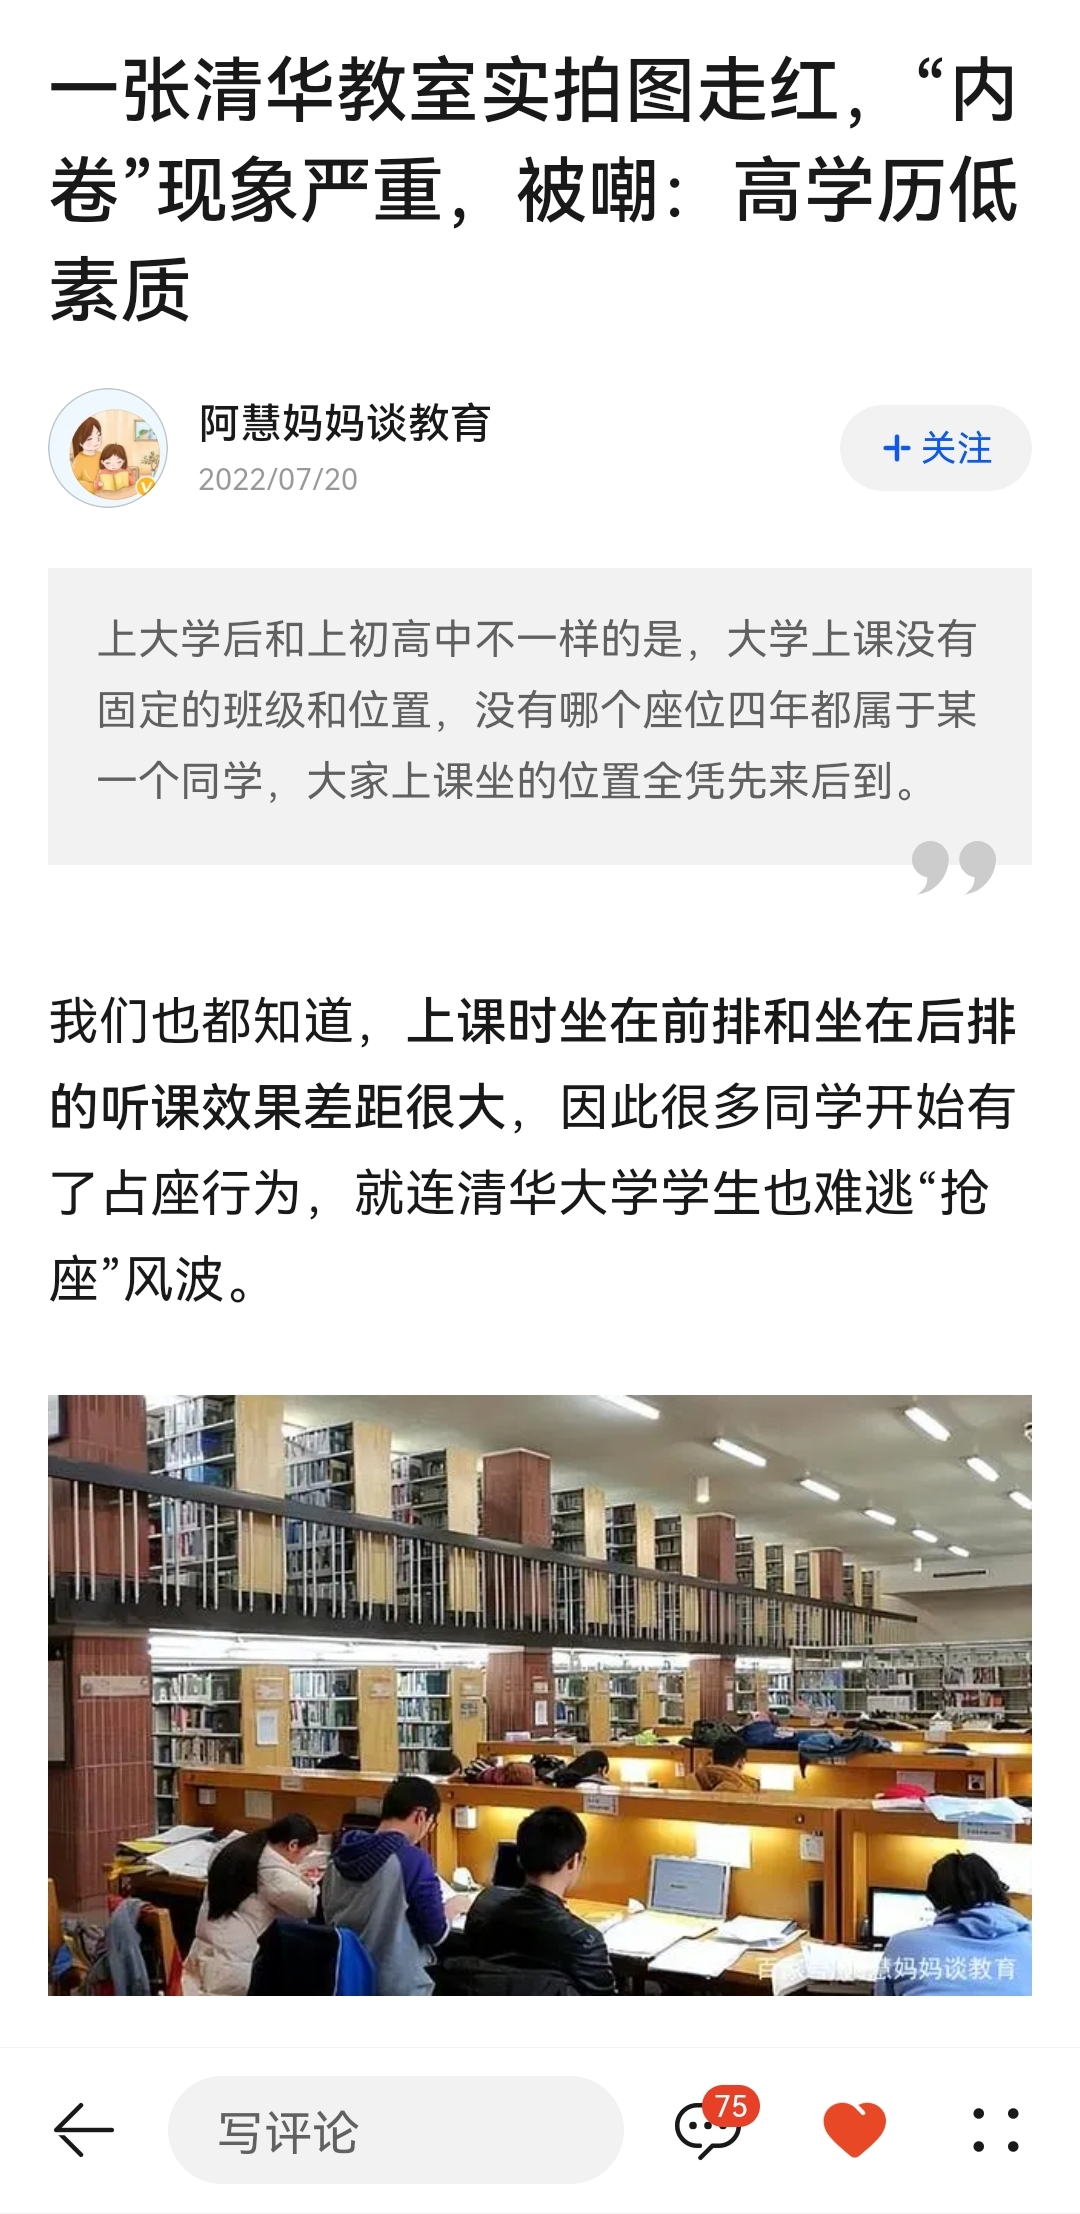 一张清华教室实拍图走红，“内
卷”现象严重，被嘲：高学历低
素质
阿慧妈妈谈教育
2022/07/20
+ 关注
上大学后和上初高中不一样的是，大学上课没有
固定的班级和位置，没有哪个座位四年都属于某
一个同学，大家上课坐的位置全凭先来后到。
”
我们也都知道，上课时坐在前排和坐在后排
的听课效果差距很大，因此很多同学开始有
了占座行为，就连清华大学学生也难逃“抢
座”风波。
慧妈妈谈教育
写评论
75